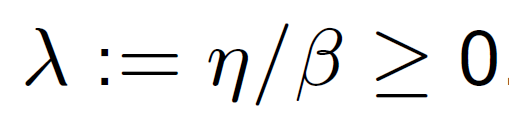 λ := η/β ≥ 0.